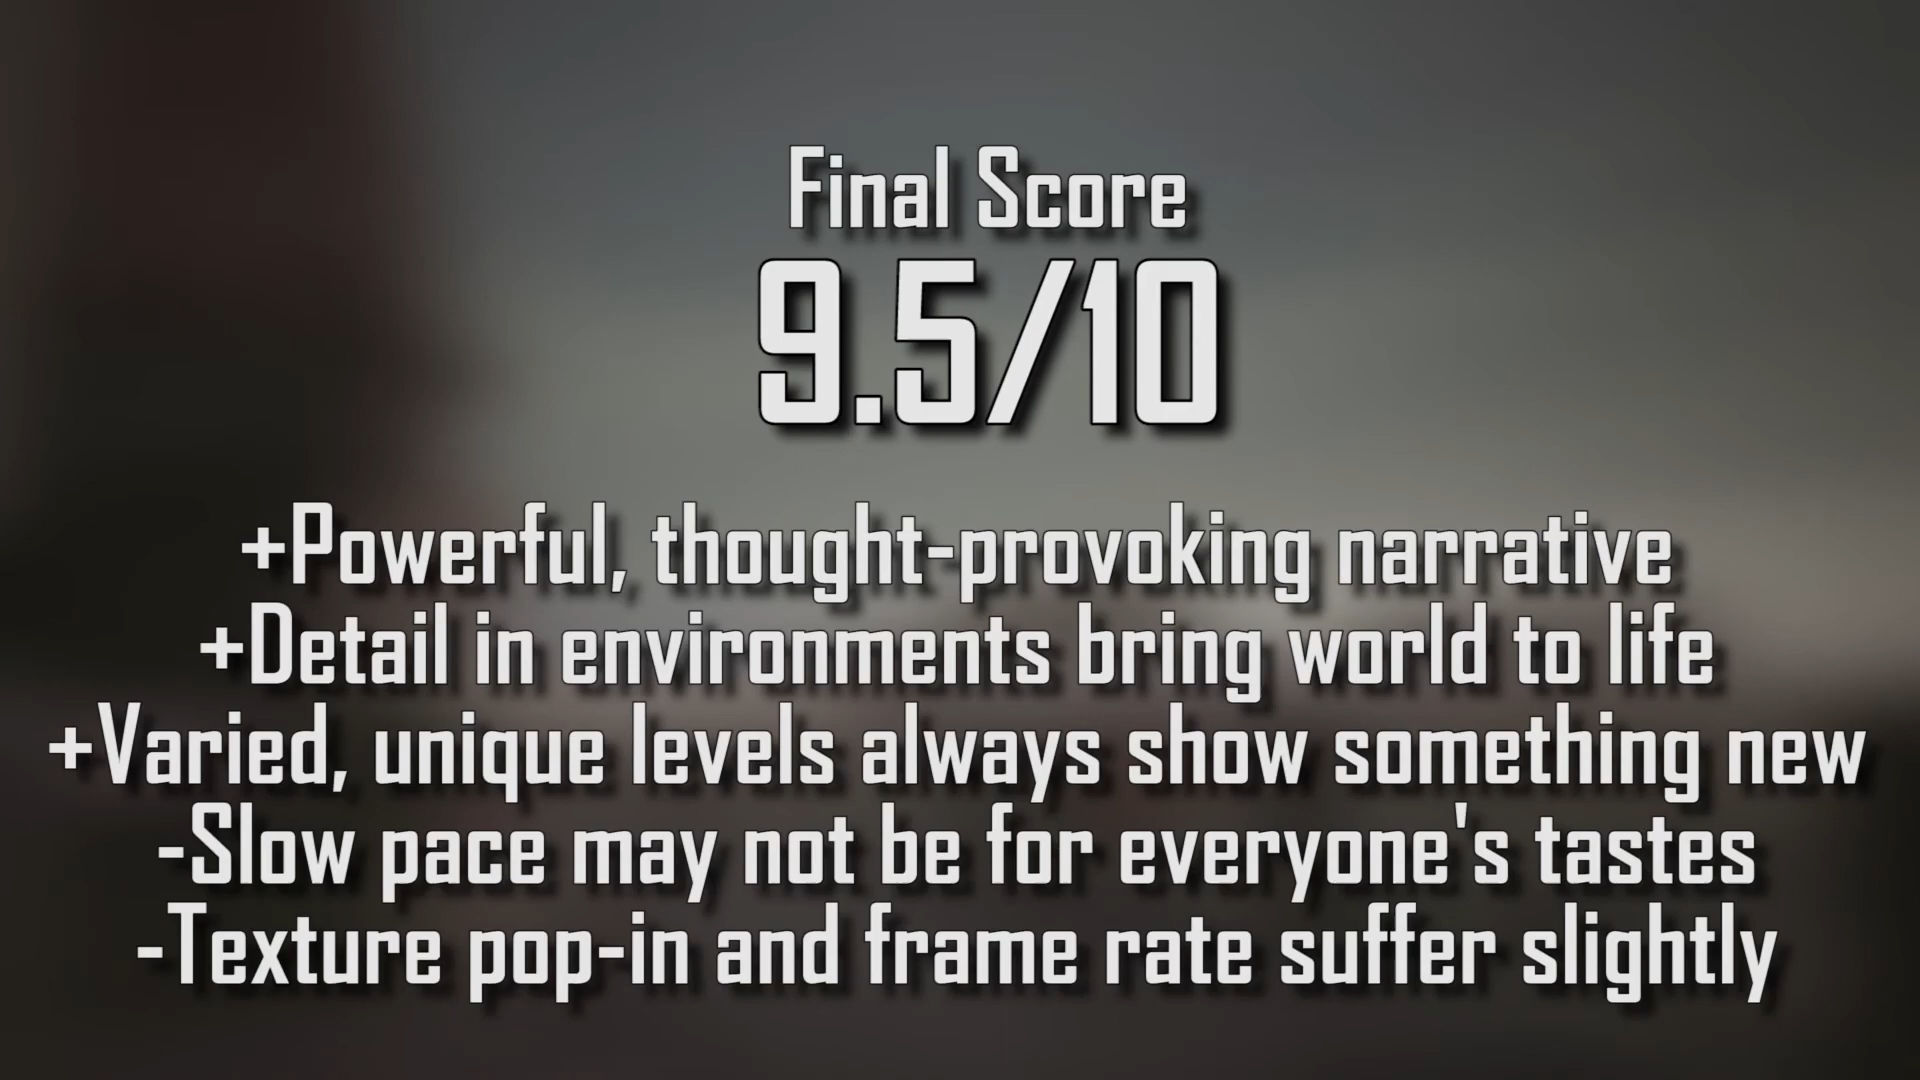 Final Score
9.5/10
+Powerful, thought-provoking narrative
+Detail in environments bring world to life
+Varied, unique levels always show something new
-Slow pace may not be for everyone's tastes
-Texture pop-in and frame rate suffer slightly